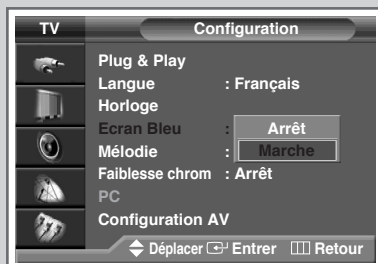 TV Configuration
Plug & Play
Langue : Français
Horloge
Ecran Bleu : Arrêt
Mélodie : Marche
Faiblesse chrom : Arrêt
PC
Configuration AV
Déplacer Entrer Retour